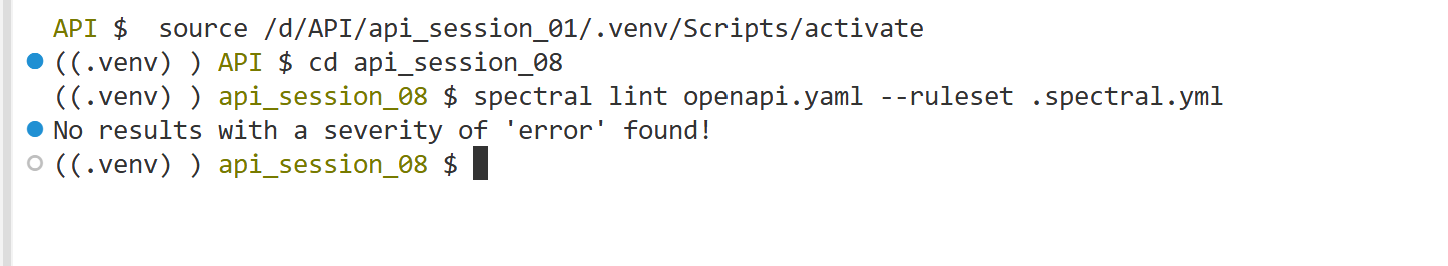 API $  source /d/API/api_session_01/.venv/Scripts/activate
((.venv) ) API $ cd api_session_08
((.venv) ) api_session_08 $ spectral lint openapi.yaml --ruleset .spectral.yml
No results with a severity of 'error' found!
((.venv) ) api_session_08 $